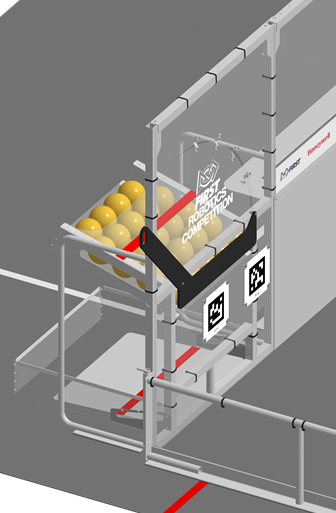 FIRST
ROBOTICS
COMPETITION
FIRST
Honeywell